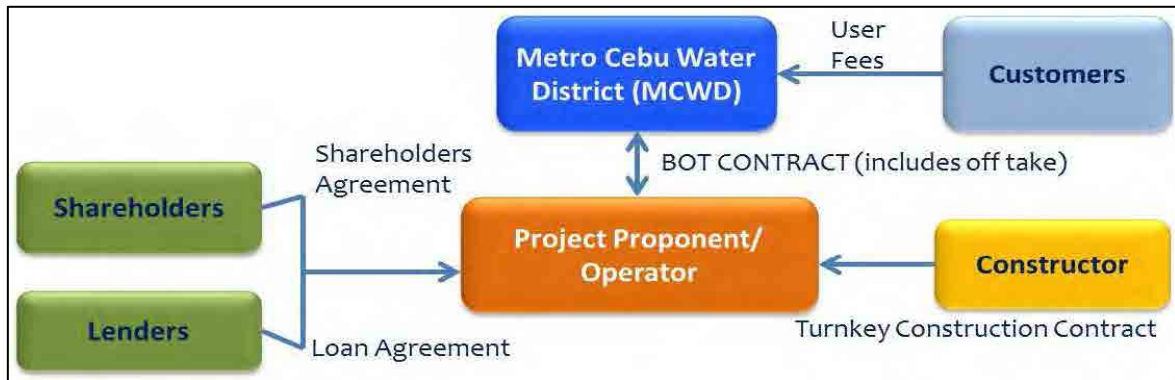 Metro Cebu Water
District (MCWD)
User
Fees
Customers
Shareholders
Agreement
BOT CONTRACT (includes off take)
Shareholders
Project Proponent/
Operator
Constructor
Lenders
Loan Agreement
Turnkey Construction Contract